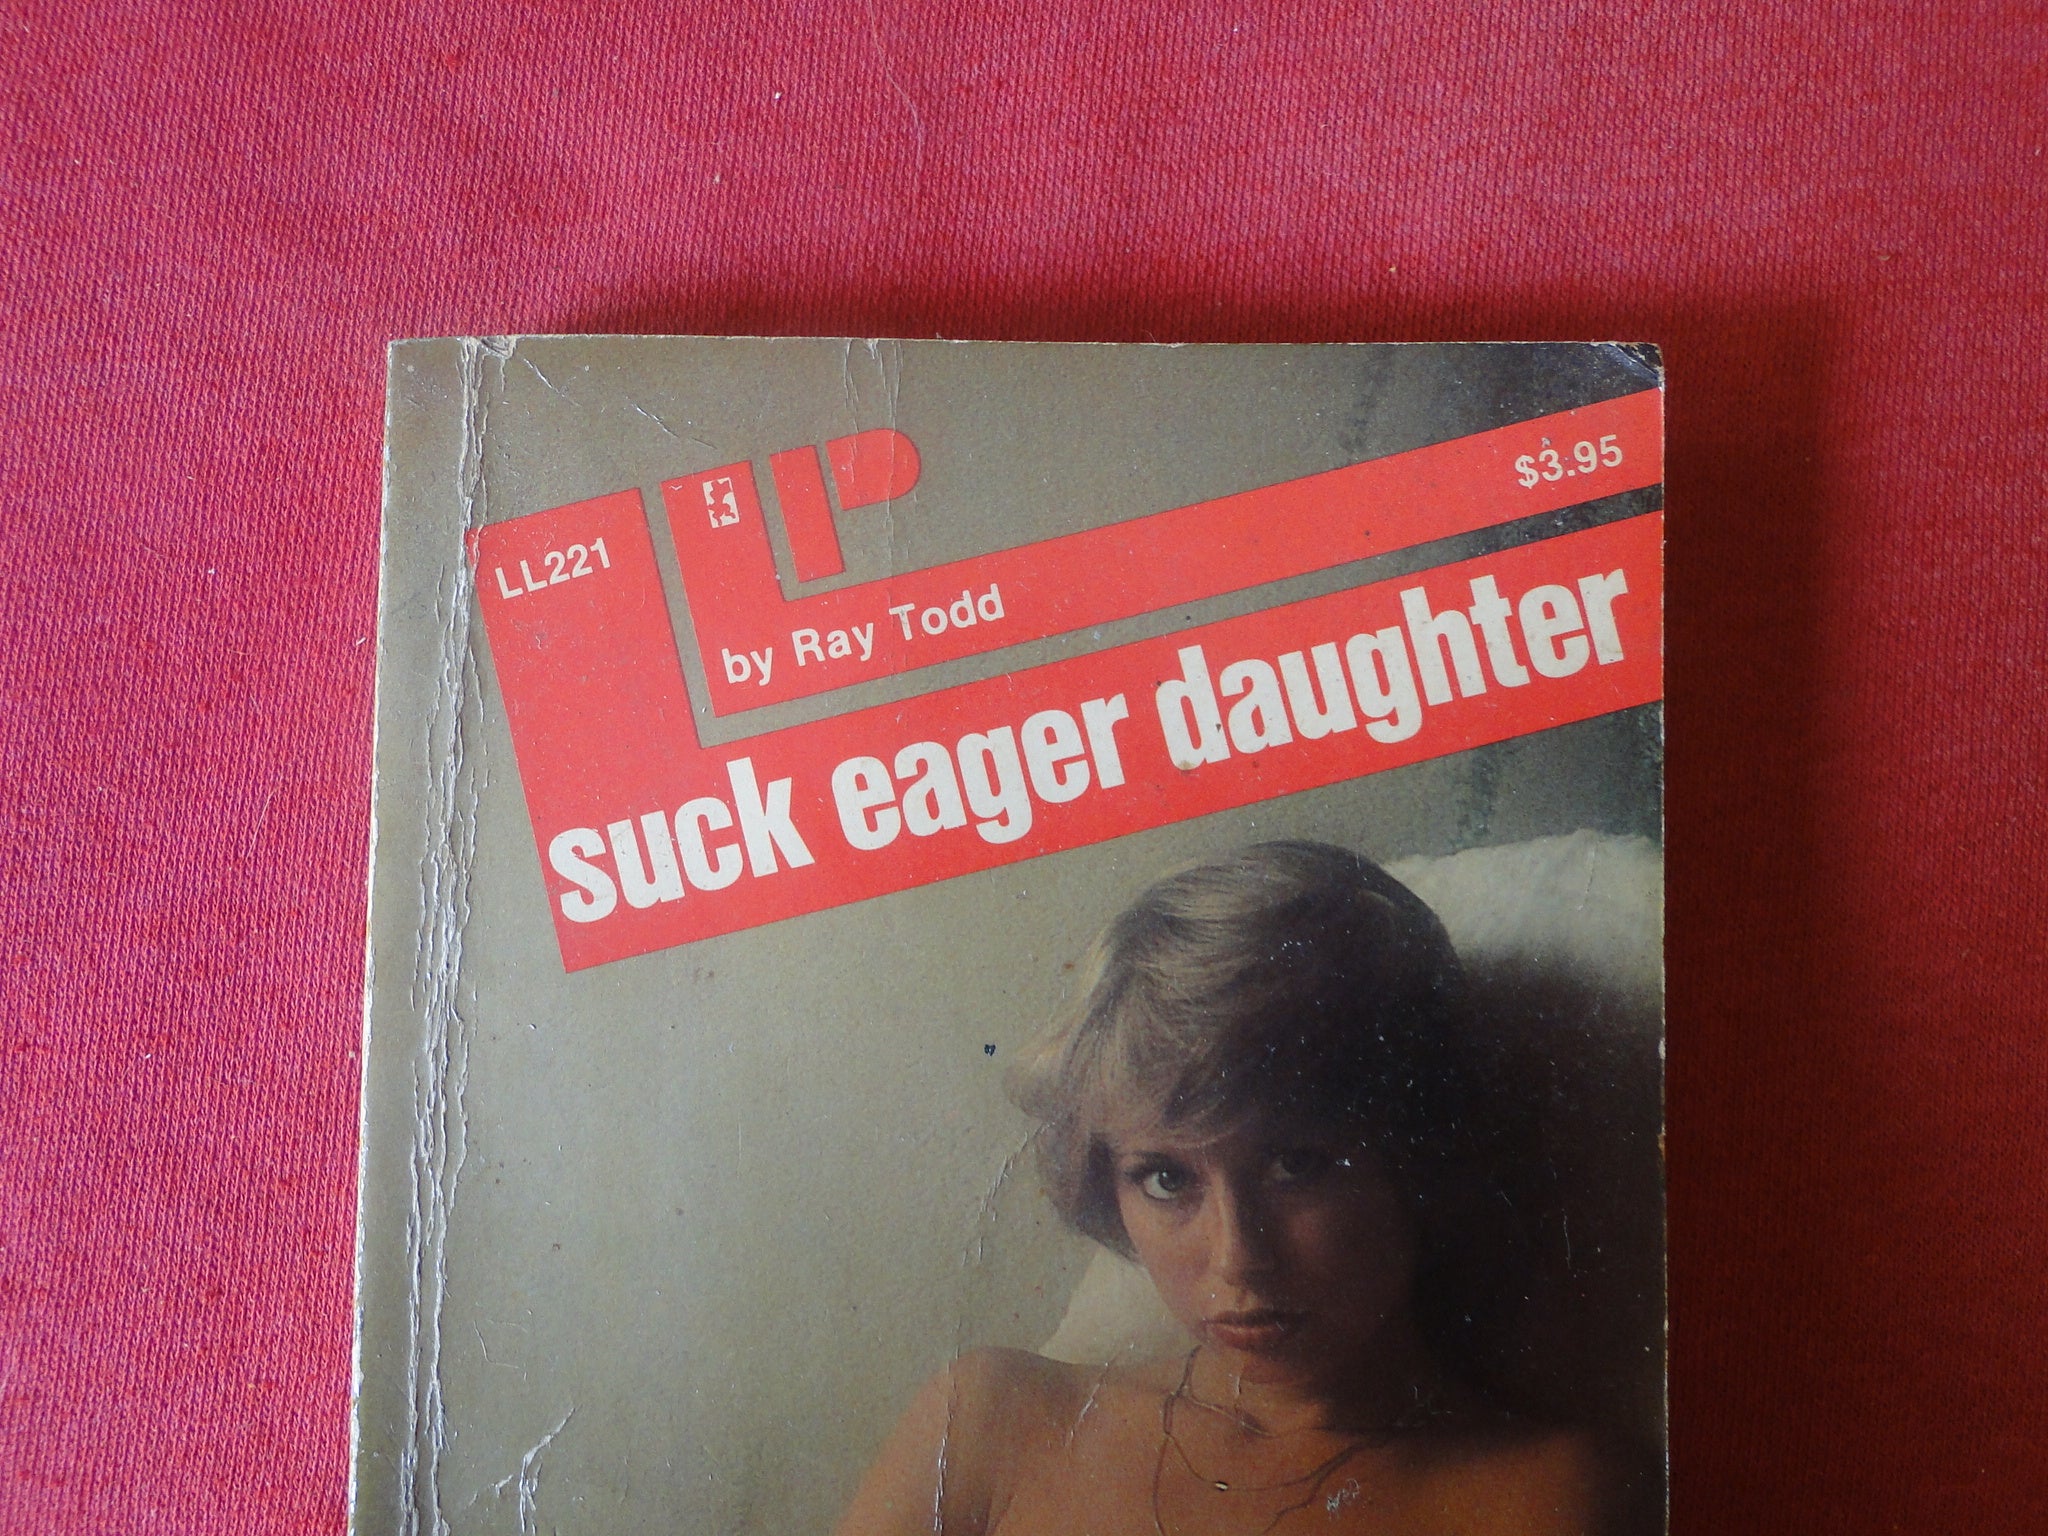 LP
LL221
$3.95
by Ray Todd
suck eager daughter